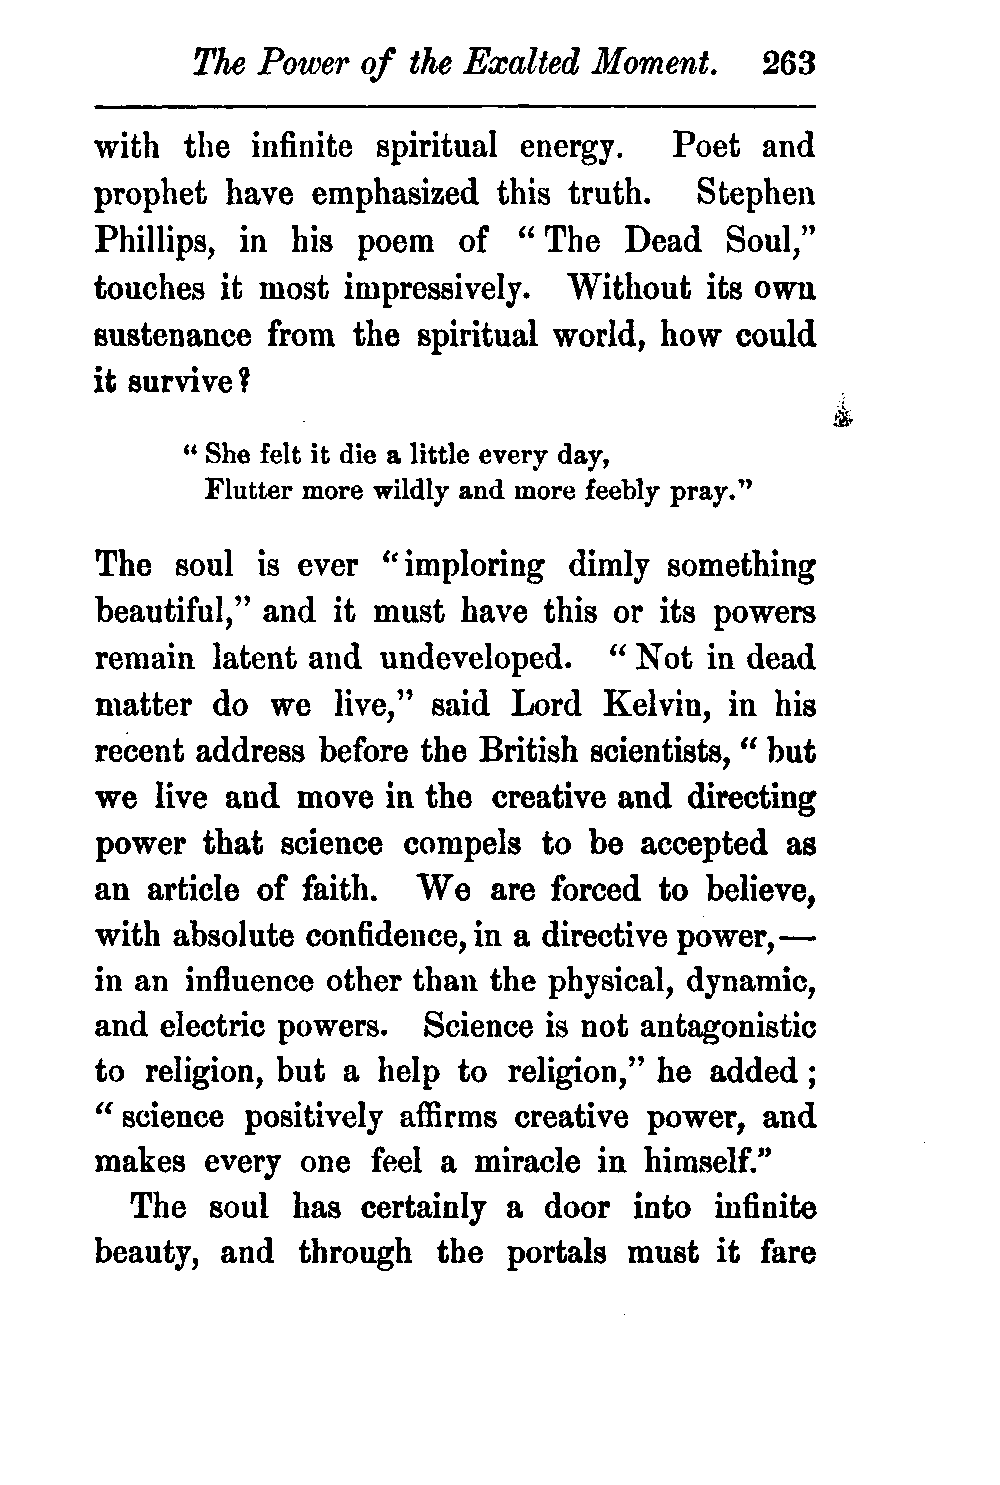 The Power of the Exalted Moment. 263
with the infinite spiritual energy. Poet and
prophet have emphasized this truth. Stephen
Phillips, in his poem of “The Dead Soul,”
touches it most impressively. Without its own
sustenance from the spiritual world, how could
it survive?
“She felt it die a little every day,
Flutter more wildly and more feebly pray.”
The soul is ever “imploring dimly something
beautiful,” and it must have this or its powers
remain latent and undeveloped. “Not in dead
matter do we live,” said Lord Kelvin, in his
recent address before the British scientists, “but
we live and move in the creative and directing
power that science compels to be accepted as
an article of faith. We are forced to believe,
with absolute confidence, in a directive power,—
in an influence other than the physical, dynamic,
and electric powers. Science is not antagonistic
to religion, but a help to religion,” he added;
“science positively affirms creative power, and
makes every one feel a miracle in himself.”
The soul has certainly a door into infinite
beauty, and through the portals must it fare